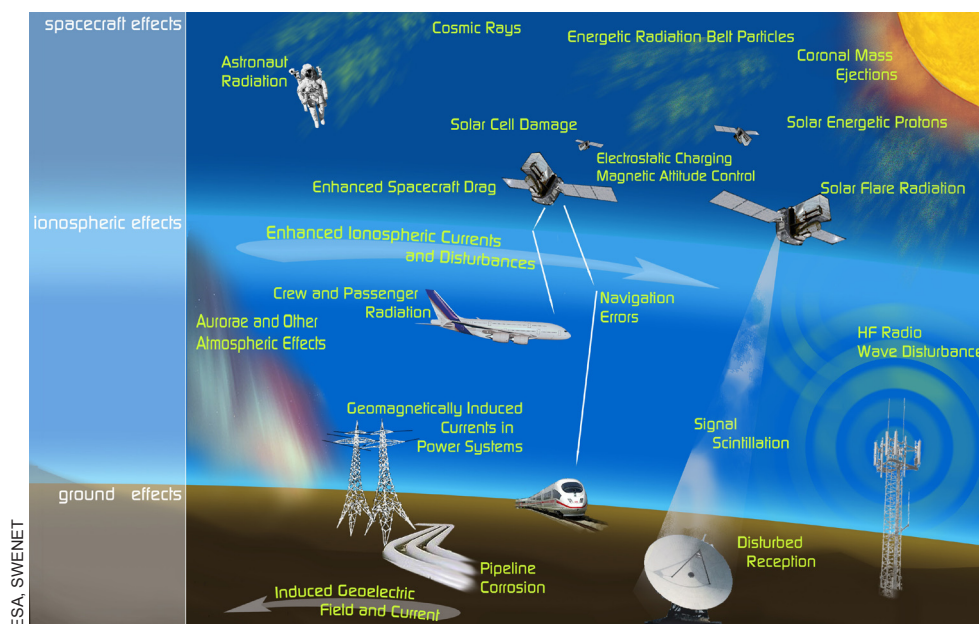 spacecraft effects
Cosmic Rays
Energetic Radiation Belt Particles
Astronaut
Radiation
Coronal Mass
Ejections
Solar Cell Damage
Solar Energetic Protons
Electrostatic Charging
Magnetic Attitude Control
Enhanced Spacecraft Drag
Solar Flare Radiation
ionospheric effects
Enhanced Ionospheric Currents
and Disturbances
Crew and Passenger
Radiation
Navigation
Errors
Aurorae and Other
Atmospheric Effects
HF Radio
Wave Disturbance
Geomagnetically Induced
Currents in
Power Systems
Signal
Scintillation
ground effects
Disturbed
Reception
Pipeline
Corrosion
Induced Geoelectric
Field and Current
ESA, SWENET